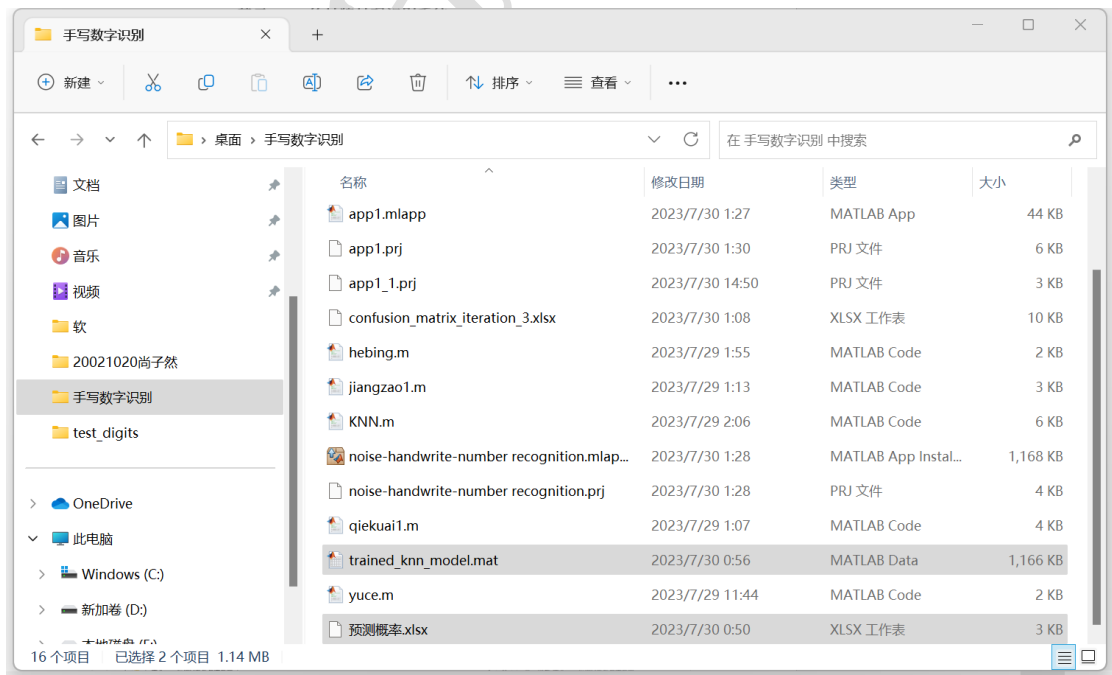 手写数字识别
新建
排序
查看
桌面 › 手写数字识别
在 手写数字识别 中搜索
文档
图片
音乐
视频
软
20021020尚子然
手写数字识别
test_digits
OneDrive
此电脑
Windows (C:)
新加卷 (D:)
名称 修改日期 类型 大小
app1.mlapp 2023/7/30 1:27 MATLAB App 44 KB
app1.prj 2023/7/30 1:30 PRJ 文件 6 KB
app1_1.prj 2023/7/30 14:50 PRJ 文件 3 KB
confusion_matrix_iteration_3.xlsx 2023/7/30 1:08 XLSX 工作表 10 KB
hebing.m 2023/7/29 1:55 MATLAB Code 2 KB
jiangzao1.m 2023/7/29 1:13 MATLAB Code 3 KB
KNN.m 2023/7/29 2:06 MATLAB Code 6 KB
noise-handwrite-number recognition.mlap... 2023/7/30 1:28 MATLAB App Instal... 1,168 KB
noise-handwrite-number recognition.prj 2023/7/30 1:28 PRJ 文件 4 KB
qiekuai1.m 2023/7/29 1:07 MATLAB Code 4 KB
trained_knn_model.mat 2023/7/30 0:56 MATLAB Data 1,166 KB
yuce.m 2023/7/29 11:44 MATLAB Code 2 KB
预测概率.xlsx 2023/7/30 0:50 XLSX 工作表 3 KB
16 个项目 已选择 2 个项目 1.14 MB